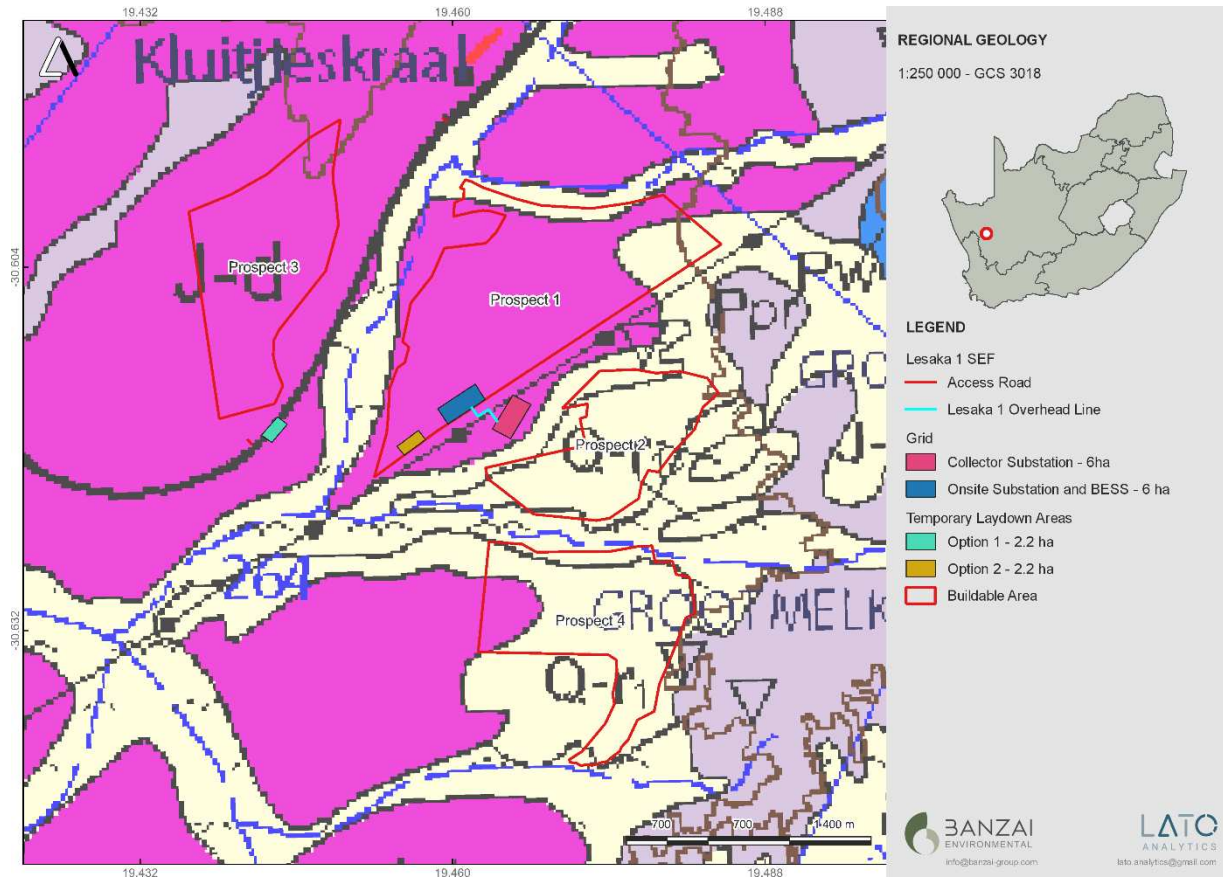 19.432
19.460
19.488
Kluitjieskraal
-30.604
J-d
Prospect 3
Prospect 1
Ppr
GRO
Prospect 2
264
-30.632
GROOT MELK
Prospect 4
Q-r1
700
700
1 400 m
19.432
19.460
19.488
REGIONAL GEOLOGY
1:250 000 - GCS 3018
LEGEND
Lesaka 1 SEF
Access Road
Lesaka 1 Overhead Line
Grid
Collector Substation - 6ha
Onsite Substation and BESS - 6 ha
Temporary Laydown Areas
Option 1 - 2.2 ha
Option 2 - 2.2 ha
Buildable Area
BANZAI
ENVIRONMENTAL
info@banzai-group.com
LATO
ANALYTICS
lato.analytics@gmail.com